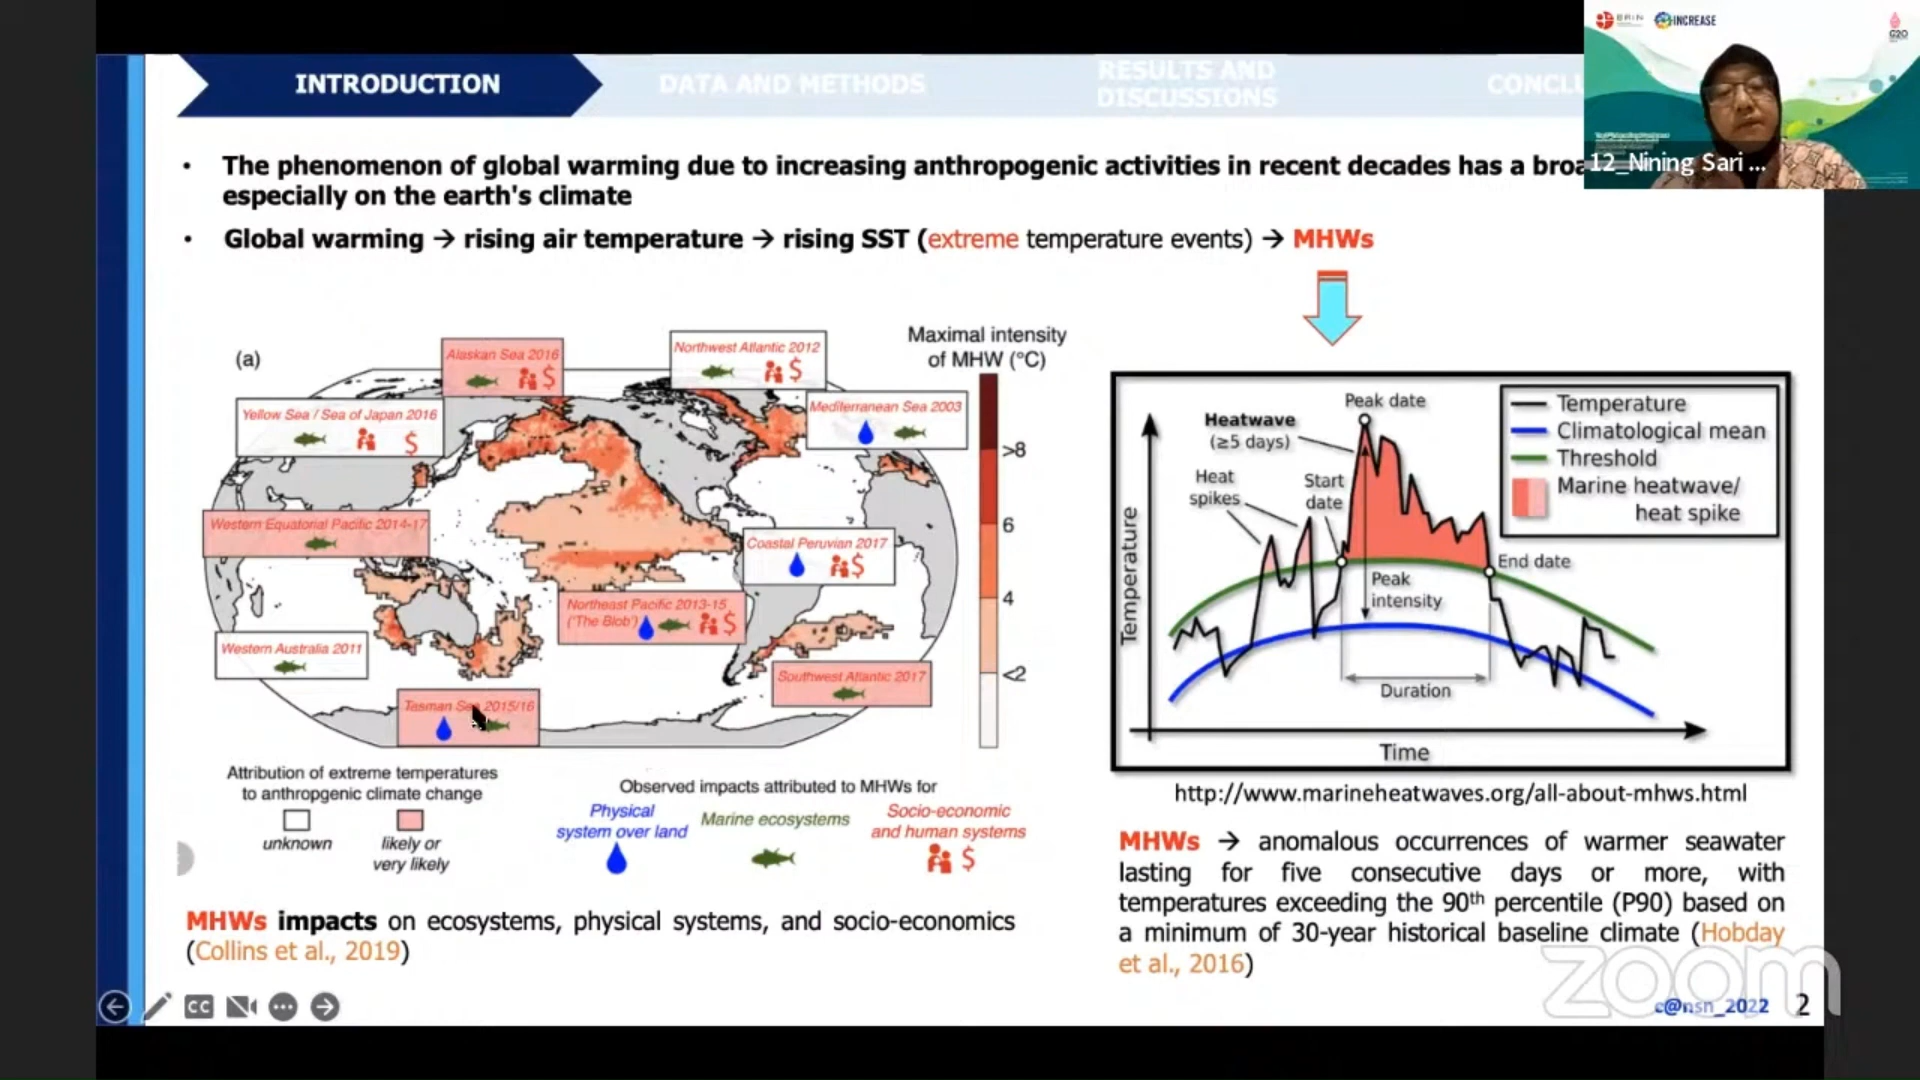 INTRODUCTION
DATA AND METHODS
RESULTS AND
DISCUSSIONS
CONCLU
BRIN
INCREASE
G20
12_Nining Sari ...
• The phenomenon of global warming due to increasing anthropogenic activities in recent decades has a broa
especially on the earth's climate
• Global warming → rising air temperature → rising SST (extreme temperature events) → MHWs
(a)
Maximal intensity
of MHW (°C)
Alaskan Sea 2016
$
Northwest Atlantic 2012
$
Yellow Sea / Sea of Japan 2016
$
Mediterranean Sea 2003
Western Equatorial Pacific 2014-17
Coastal Peruvian 2017
$
Northeast Pacific 2013-15
('The Blob')
$
Western Australia 2011
Southwest Atlantic 2017
Tasman Sea 2015/16
>8
6
4
<2
Attribution of extreme temperatures
to anthropgenic climate change
unknown
likely or
very likely
Observed impacts attributed to MHWs for
Physical
system over land
Marine ecosystems
Socio-economic
and human systems
$
MHWs impacts on ecosystems, physical systems, and socio-economics
(Collins et al., 2019)
Temperature
Climatological mean
Threshold
Marine heatwave/
heat spike
Peak date
Heatwave
(≥5 days)
Heat
spikes
Start
date
End date
Peak
intensity
Duration
Temperature
Time
http://www.marineheatwaves.org/all-about-mhws.html
MHWs → anomalous occurrences of warmer seawater
lasting for five consecutive days or more, with
temperatures exceeding the 90th percentile (P90) based on
a minimum of 30-year historical baseline climate (Hobday
et al., 2016)
CC
zoom
c@nsn_2022
2